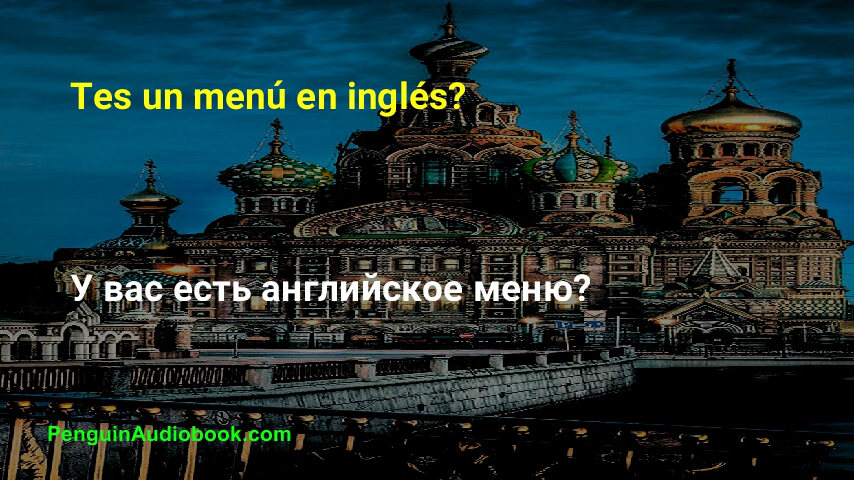 Tes un menú en inglés?
У вас есть английское меню?
PenguinAudiobook.com